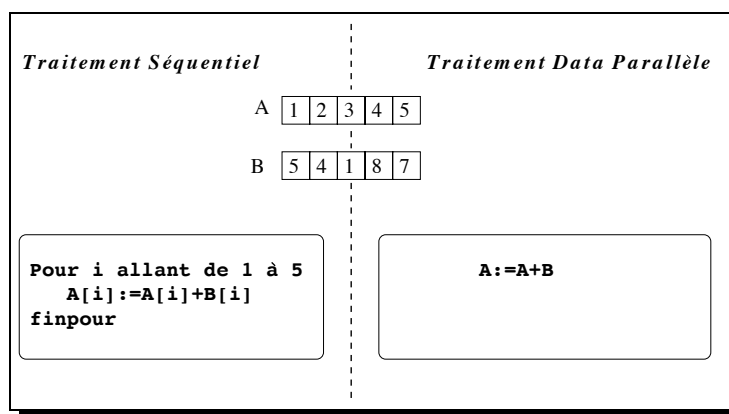 Traitement Séquentiel
Traitement Data Parallèle
A 1 2 3 4 5
B 5 4 1 8 7
Pour i allant de 1 à 5
A[i]:=A[i]+B[i]
finpour
A:=A+B